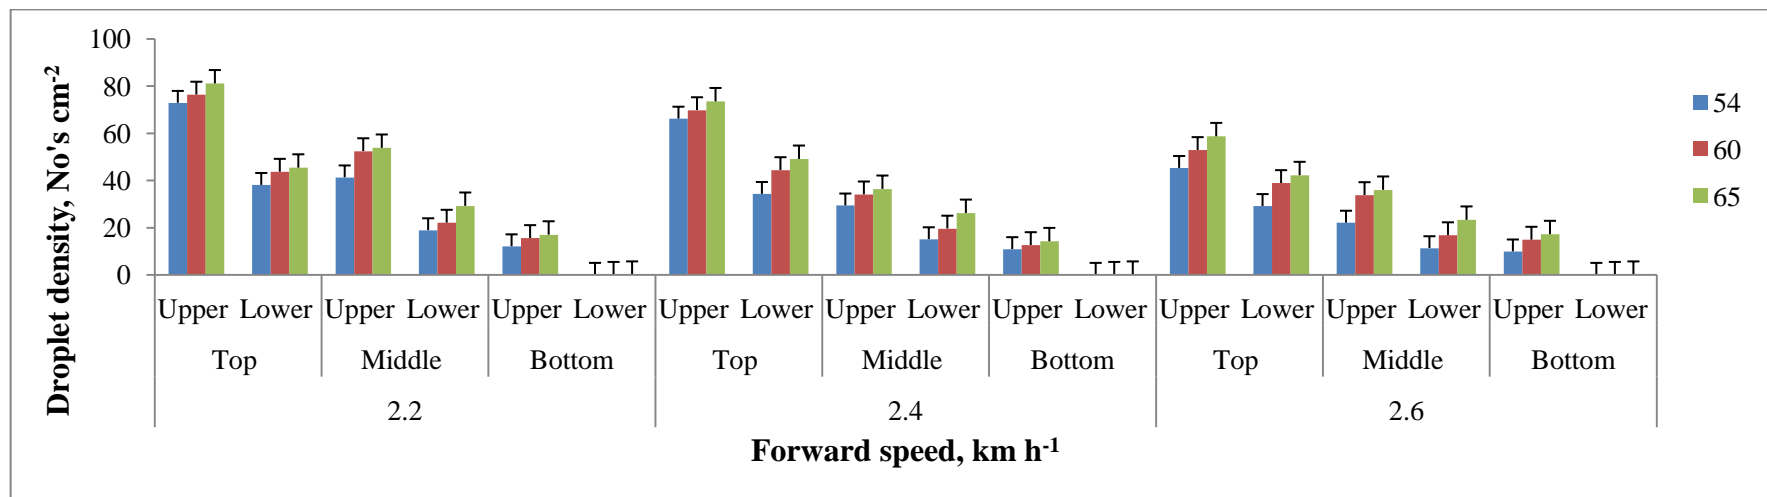 Droplet density, No's cm-2
100
80
60
40
20
0
Upper Lower Upper Lower Upper Lower Upper Lower Upper Lower Upper Lower Upper Lower Upper Lower Upper Lower
Top Middle Bottom Top Middle Bottom Top Middle Bottom
2.2 2.4 2.6
Forward speed, km h-1
54
60
65